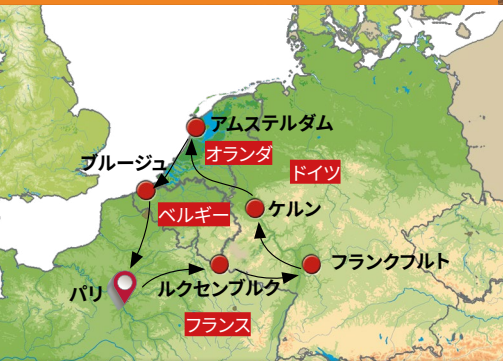 アムステルダム
オランダ
ブルージュ
ドイツ
ベルギー
ケルン
フランクフルト
パリ
ルクセンブルク
フランス